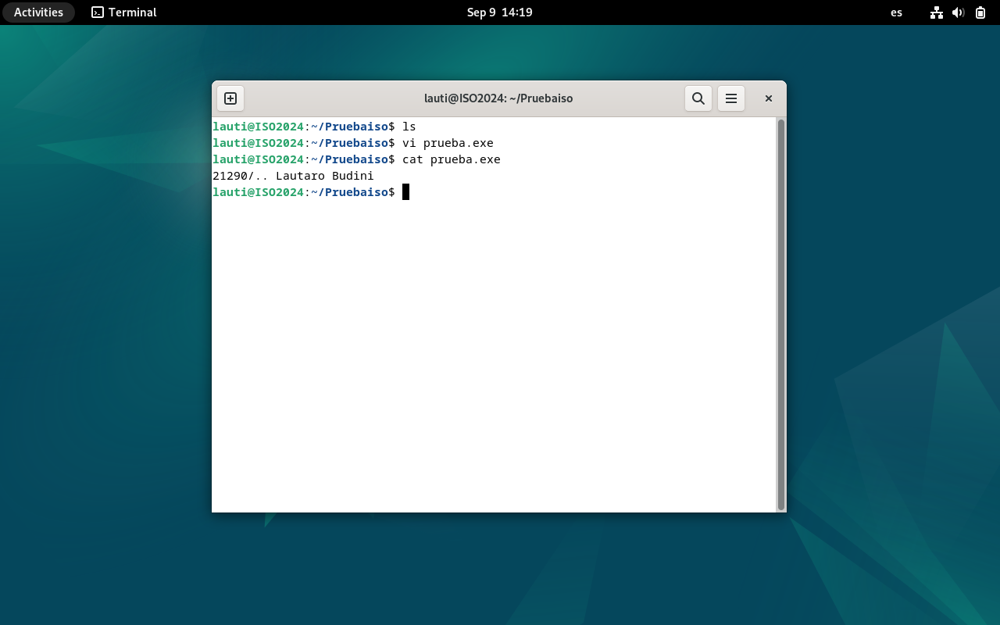 Activities Terminal Sep 9 14:19 es
lauti@ISO2024: ~/Pruebaiso
lauti@ISO2024:~/Pruebaiso$ ls
lauti@ISO2024:~/Pruebaiso$ vi prueba.exe
lauti@ISO2024:~/Pruebaiso$ cat prueba.exe
21290/.. Lautaro Budini
lauti@ISO2024:~/Pruebaiso$